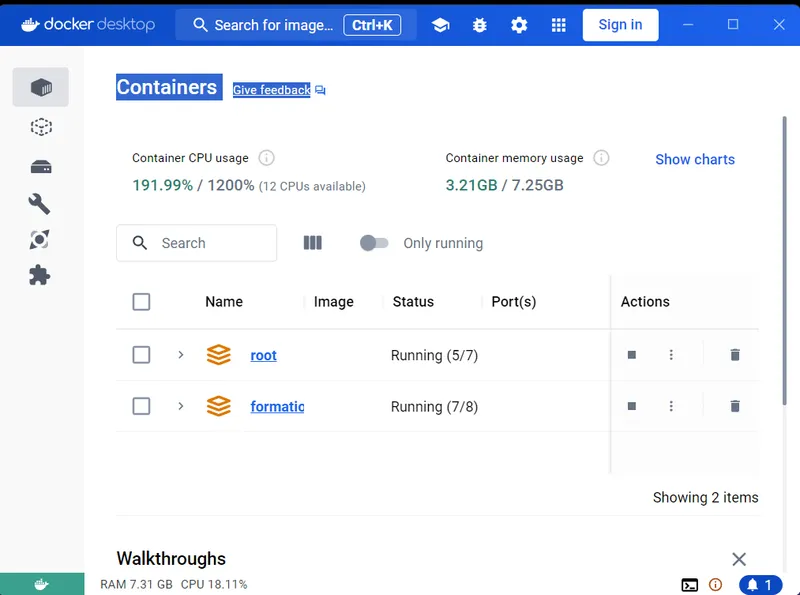 docker desktop Search for image... Ctrl+K Sign in
Containers Give feedback
Container CPU usage Container memory usage Show charts
191.99% / 1200% (12 CPUs available) 3.21GB / 7.25GB
Search Only running
Name Image Status Port(s) Actions
root Running (5/7)
formatic Running (7/8)
Showing 2 items
Walkthroughs
RAM 7.31 GB CPU 18.11% 1